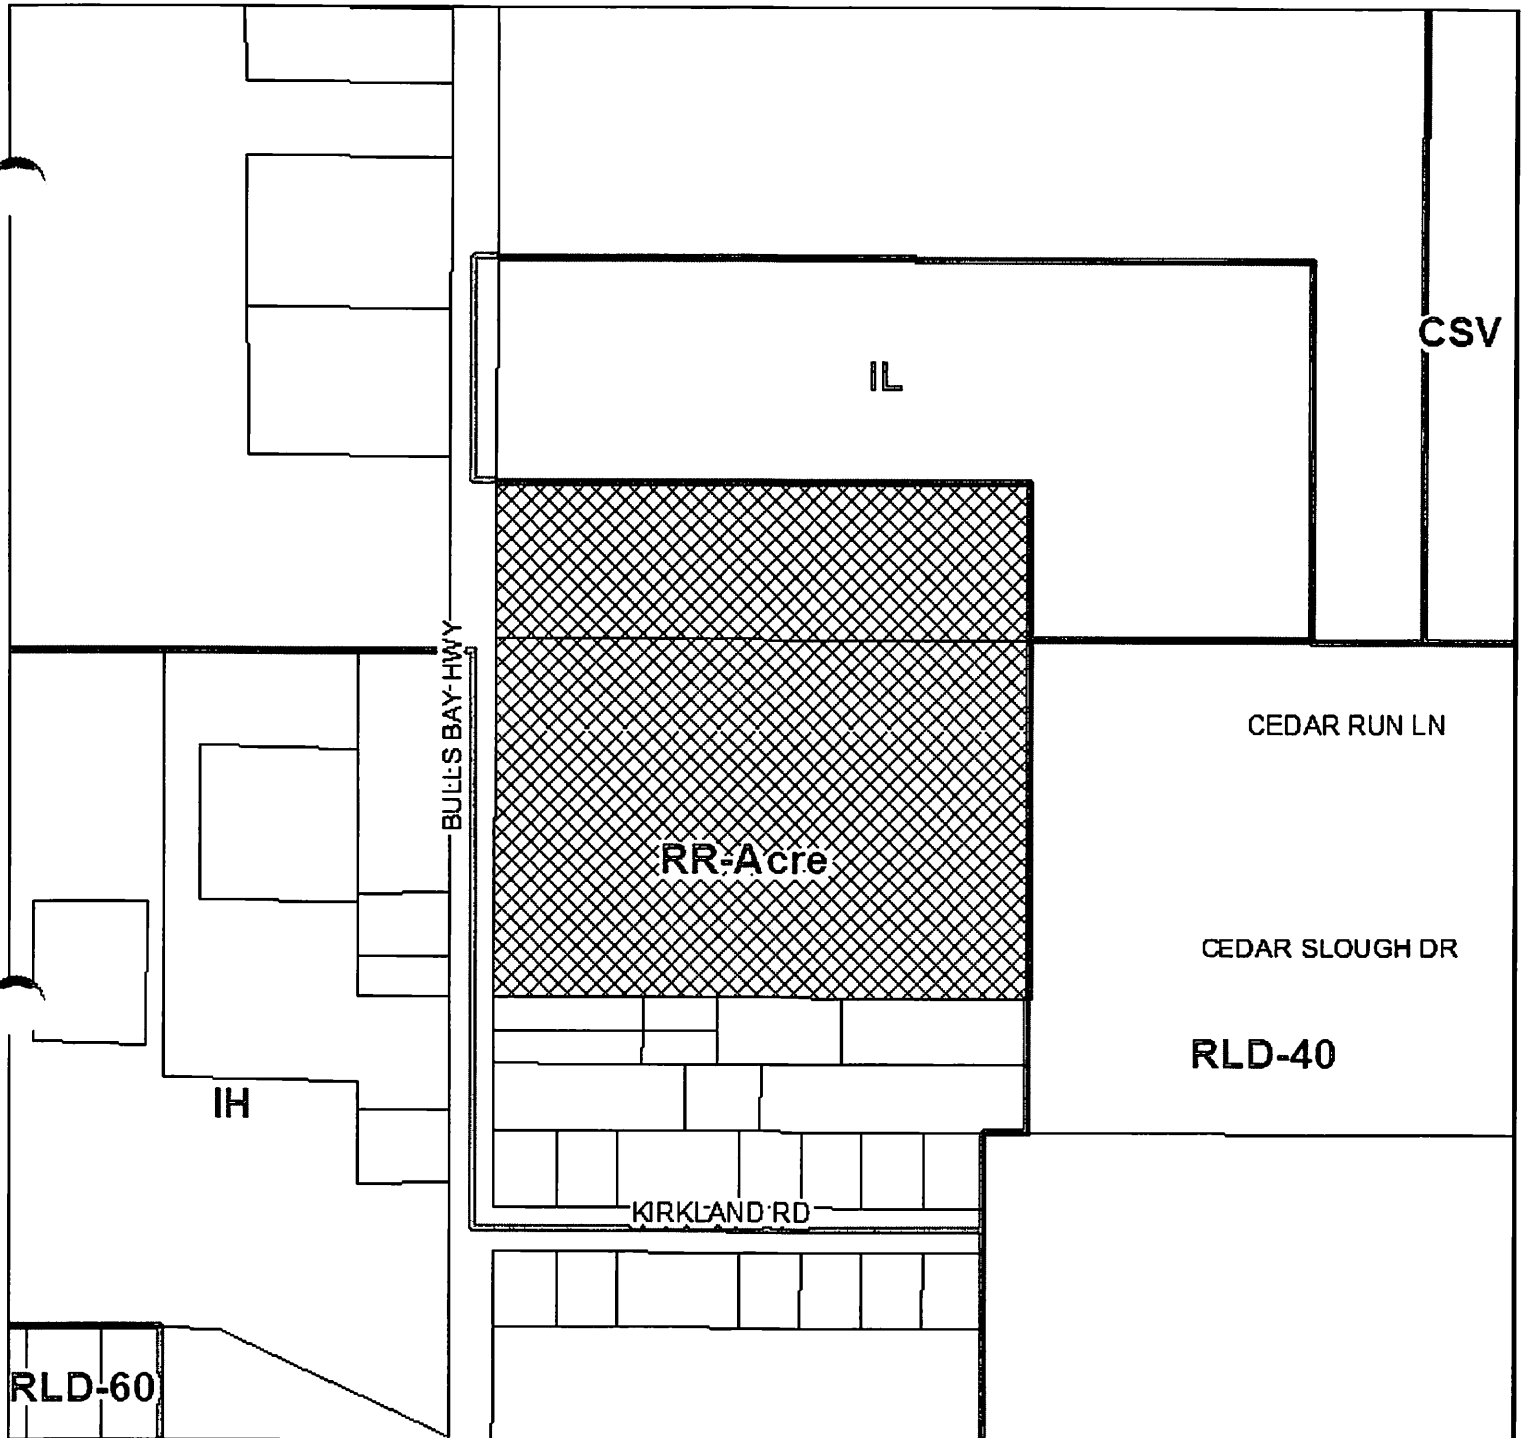 CSV
IL
BULLS BAY HWY
CEDAR RUN LN
RR-Acre
CEDAR SLOUGH DR
RLD-40
IH
KIRKLAND RD
RLD-60